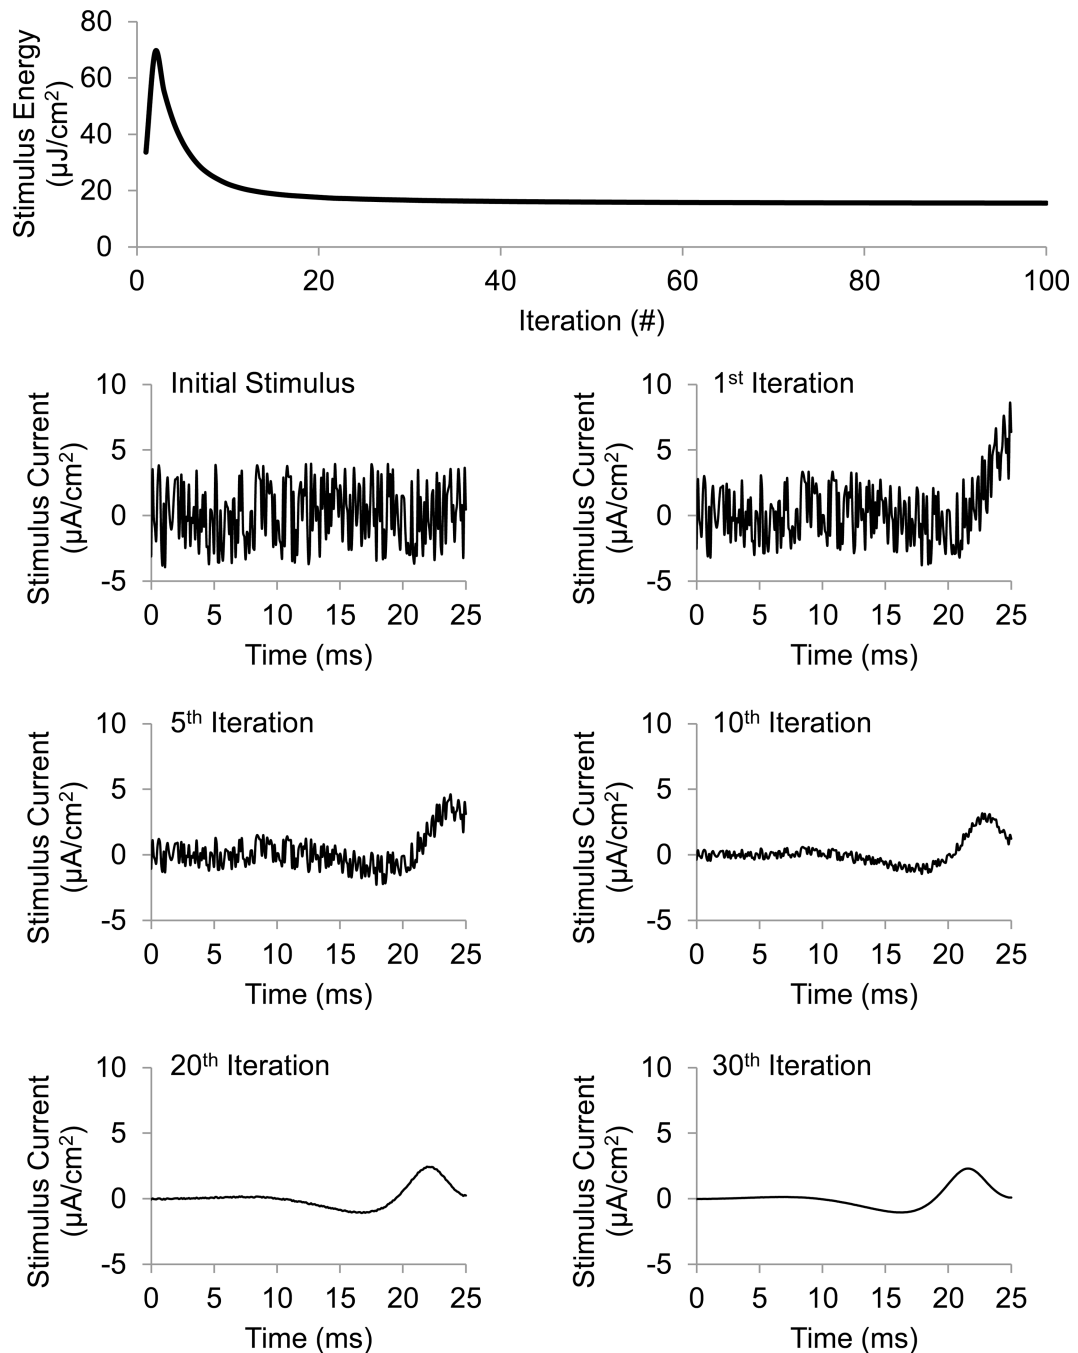 Stimulus Energy
(µJ/cm²)
80
60
40
20
0
0 20 40 60 80 100
Iteration (#)
Initial Stimulus
Stimulus Current
(µA/cm²)
10
5
0
-5
0 5 10 15 20 25
Time (ms)
1st Iteration
Stimulus Current
(µA/cm²)
10
5
0
-5
0 5 10 15 20 25
Time (ms)
5th Iteration
Stimulus Current
(µA/cm²)
10
5
0
-5
0 5 10 15 20 25
Time (ms)
10th Iteration
Stimulus Current
(µA/cm²)
10
5
0
-5
0 5 10 15 20 25
Time (ms)
20th Iteration
Stimulus Current
(µA/cm²)
10
5
0
-5
0 5 10 15 20 25
Time (ms)
30th Iteration
Stimulus Current
(µA/cm²)
10
5
0
-5
0 5 10 15 20 25
Time (ms)